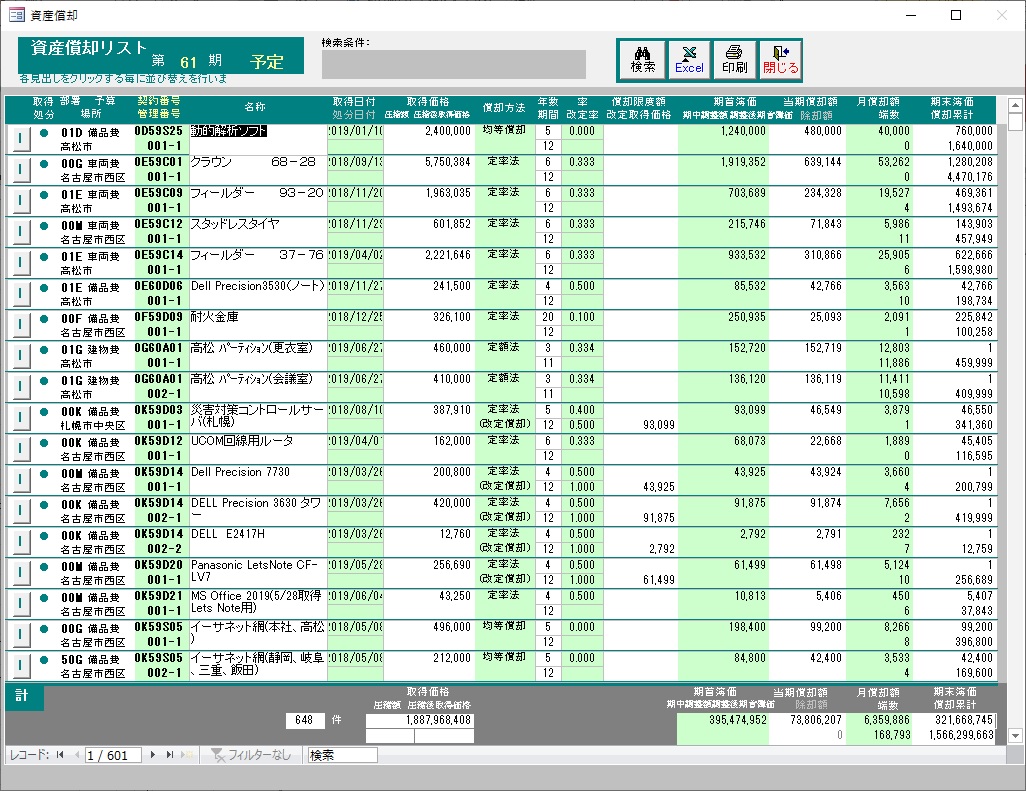 資産償却
資産償却リスト 第 61 期 予定
各見出しをクリックする毎に並び替えを行いま
検索条件:
検索 Excel 印刷 閉じる
取得 部署 予算 契約番号 名称 取得日付 取得価格 償却方法 年数 率 償却限度額 期首簿価 当期償却額 月償却額 期末簿価
処分 場所 管理番号 処分日付 圧縮額 圧縮後取得価格 期間 改定率 改定取得価格 期中調整額 調整後期首簿価 除却額 端数 償却累計
I ● 01D 備品費 0D59S25 動的解析ソフト 2019/01/10 2,400,000 均等償却 5 0.000 1,240,000 480,000 40,000 760,000
高松市 001-1 12 0 1,640,000
I ● 00G 車両費 0E59C01 クラウン 68-28 2018/09/13 5,750,384 定率法 6 0.333 1,919,352 639,144 53,262 1,280,208
名古屋市西区 001-1 12 0 4,470,176
I ● 01E 車両費 0E59C09 フィールダー 93-20 2018/11/20 1,963,035 定率法 6 0.333 703,689 234,328 19,527 469,361
高松市 001-1 12 4 1,493,674
I ● 00M 車両費 0E59C12 スタッドレスタイヤ 2018/11/29 601,852 定率法 6 0.333 215,746 71,843 5,986 143,903
名古屋市西区 001-1 12 11 457,949
I ● 01E 車両費 0E59C14 フィールダー 37-76 2019/04/02 2,221,646 定率法 6 0.333 933,532 310,866 25,905 622,666
高松市 001-1 12 6 1,598,980
I ● 01E 備品費 0E60D06 Dell Precision3530(ノート) 2019/11/27 241,500 定率法 4 0.500 85,532 42,766 3,563 42,766
高松市 001-1 12 10 198,734
I ● 00F 備品費 0F59D09 耐火金庫 2018/12/25 326,100 定率法 20 0.100 250,935 25,093 2,091 225,842
名古屋市西区 001-1 12 1 100,258
I ● 01G 建物費 0G60A01 高松 パーティション(更衣室) 2019/06/27 460,000 定額法 3 0.334 152,720 152,719 12,803 1
高松市 001-1 11 11,886 459,999
I ● 01G 建物費 0G60A01 高松 パーティション(会議室) 2019/06/27 410,000 定額法 3 0.334 136,120 136,119 11,411 1
高松市 002-1 11 10,598 409,999
I ● 00K 備品費 0K59D03 災害対策コントロールサー 2018/08/10 387,910 定率法 5 0.400 93,099 46,549 3,879 46,550
札幌市中央区 001-1 バ(札幌) (改定償却) 12 0.500 93,099 1 341,360
I ● 00K 備品費 0K59D12 UCOM回線用ルータ 2019/04/01 162,000 定率法 6 0.333 68,073 22,668 1,889 45,405
名古屋市西区 001-1 12 0 116,595
I ● 00M 備品費 0K59D14 Dell Precision 7730 2019/03/26 200,800 定率法 4 0.500 43,925 43,924 3,660 1
名古屋市西区 001-1 (改定償却) 12 1.000 43,925 4 200,799
I ● 00K 備品費 0K59D14 DELL Precision 3630 タワ 2019/03/26 420,000 定率法 4 0.500 91,875 91,874 7,656 1
名古屋市西区 002-1 ー (改定償却) 12 1.000 91,875 2 419,999
I ● 00K 備品費 0K59D14 DELL E2417H 2019/03/26 12,760 定率法 4 0.500 2,792 2,791 232 1
名古屋市西区 002-2 (改定償却) 12 1.000 2,792 7 12,759
I ● 00M 備品費 0K59D20 Panasonic LetsNote CF- 2019/05/28 256,690 定率法 4 0.500 61,499 61,498 5,124 1
名古屋市西区 001-1 LV7 (改定償却) 12 1.000 61,499 10 256,689
I ● 00M 備品費 0K59D21 MS Office 2019(5/28取得 2019/06/04 43,250 定率法 4 0.500 10,813 5,406 450 5,407
名古屋市西区 001-1 Lets Note用) 12 6 37,843
I ● 00G 備品費 0K59S05 イーサネット網(本社、高松 2018/05/08 496,000 均等償却 5 0.000 198,400 99,200 8,266 99,200
名古屋市西区 001-1 ) 12 8 396,800
I ● 50G 備品費 0K59S05 イーサネット網(静岡、岐阜 2018/05/08 212,000 均等償却 5 0.000 84,800 42,400 3,533 42,400
名古屋市西区 002-1 、三重、飯田) 12 4 169,600
計 取得価格 期首簿価 当期償却額 月償却額 期末簿価
圧縮額 圧縮後取得価格 期中調整額 調整後期首簿価 除却額 端数 償却累計
648 件 1,887,968,408 395,474,952 73,806,207 6,359,886 321,668,745
0 168,793 1,566,299,663
レコード: 1 / 601 フィルターなし 検索